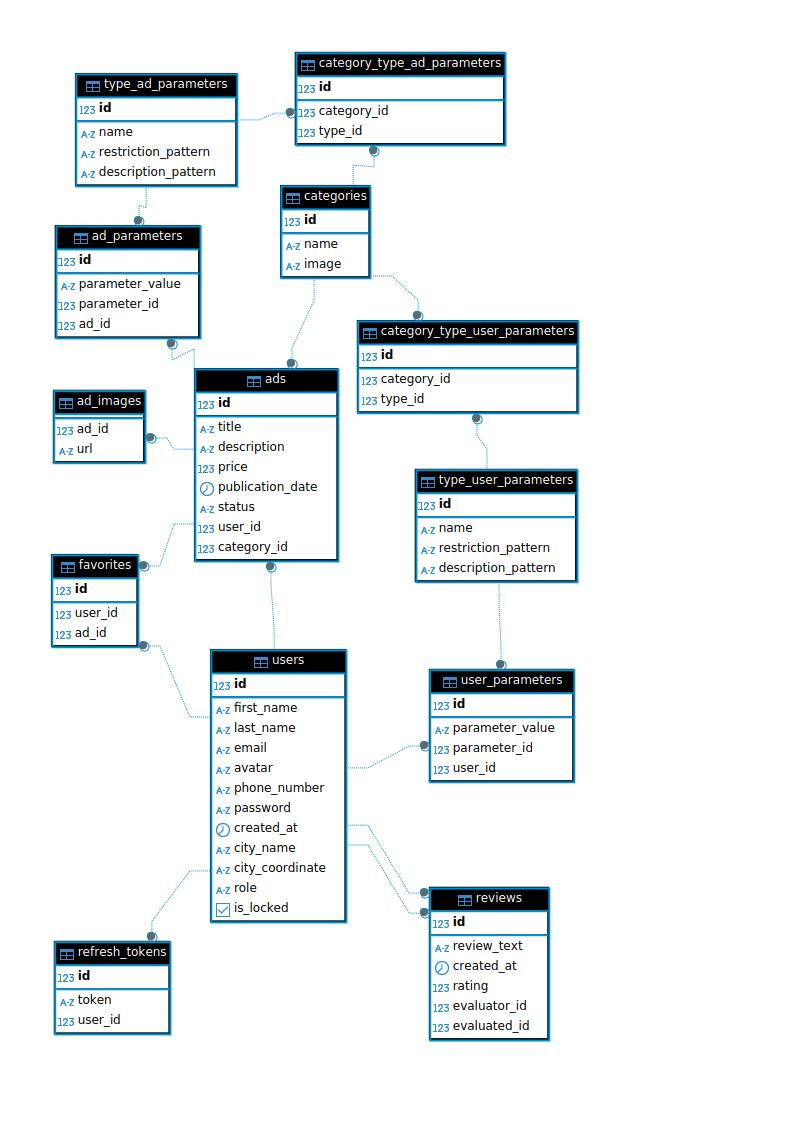 type_ad_parameters
123 id
A-Z name
A-Z restriction_pattern
A-Z description_pattern
category_type_ad_parameters
123 id
123 category_id
123 type_id
categories
123 id
A-Z name
A-Z image
ad_parameters
123 id
A-Z parameter_value
123 parameter_id
123 ad_id
category_type_user_parameters
123 id
123 category_id
123 type_id
ads
123 id
A-Z title
A-Z description
123 price
publication_date
A-Z status
123 user_id
123 category_id
ad_images
123 ad_id
A-Z url
type_user_parameters
123 id
A-Z name
A-Z restriction_pattern
A-Z description_pattern
favorites
123 id
123 user_id
123 ad_id
users
123 id
A-Z first_name
A-Z last_name
A-Z email
A-Z avatar
A-Z phone_number
A-Z password
created_at
A-Z city_name
A-Z city_coordinate
A-Z role
is_locked
user_parameters
123 id
A-Z parameter_value
123 parameter_id
123 user_id
reviews
123 id
A-Z review_text
created_at
123 rating
123 evaluator_id
123 evaluated_id
refresh_tokens
123 id
A-Z token
123 user_id